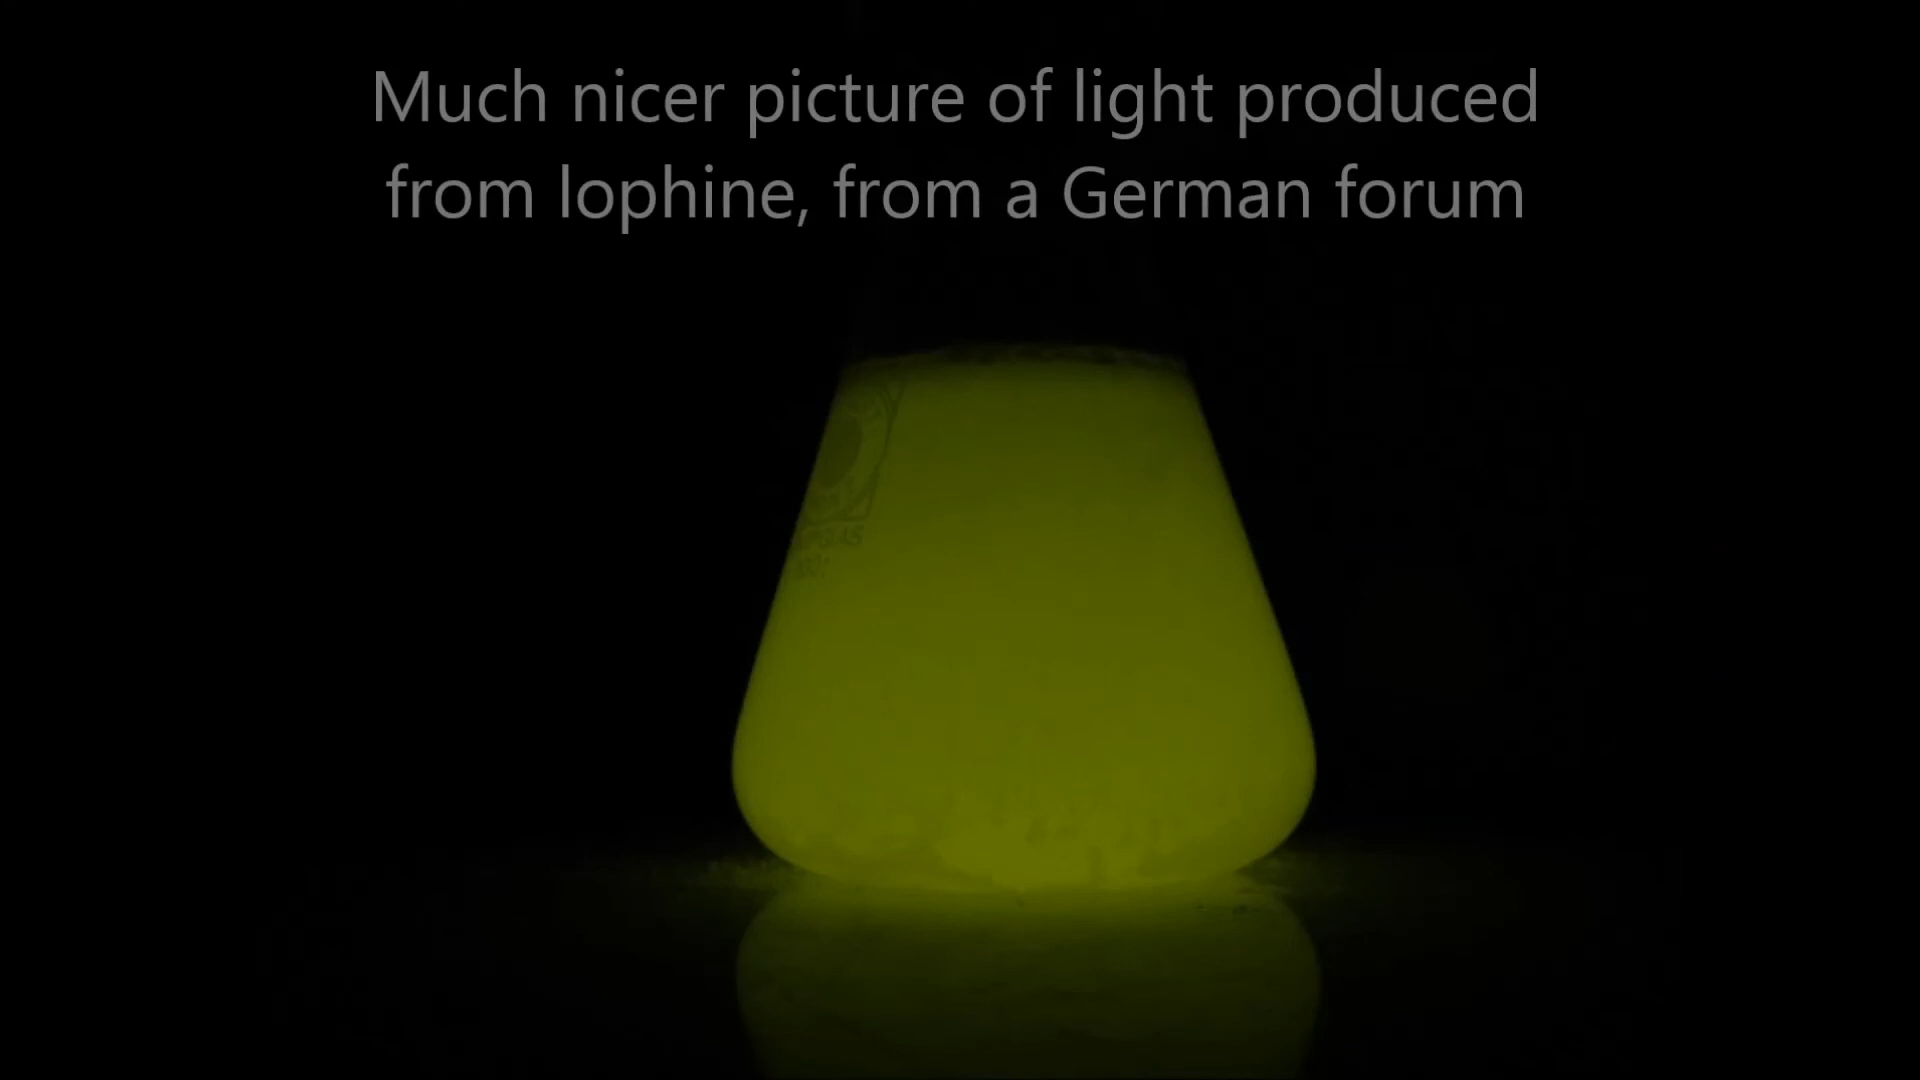 Much nicer picture of light produced
from lophine, from a German forum